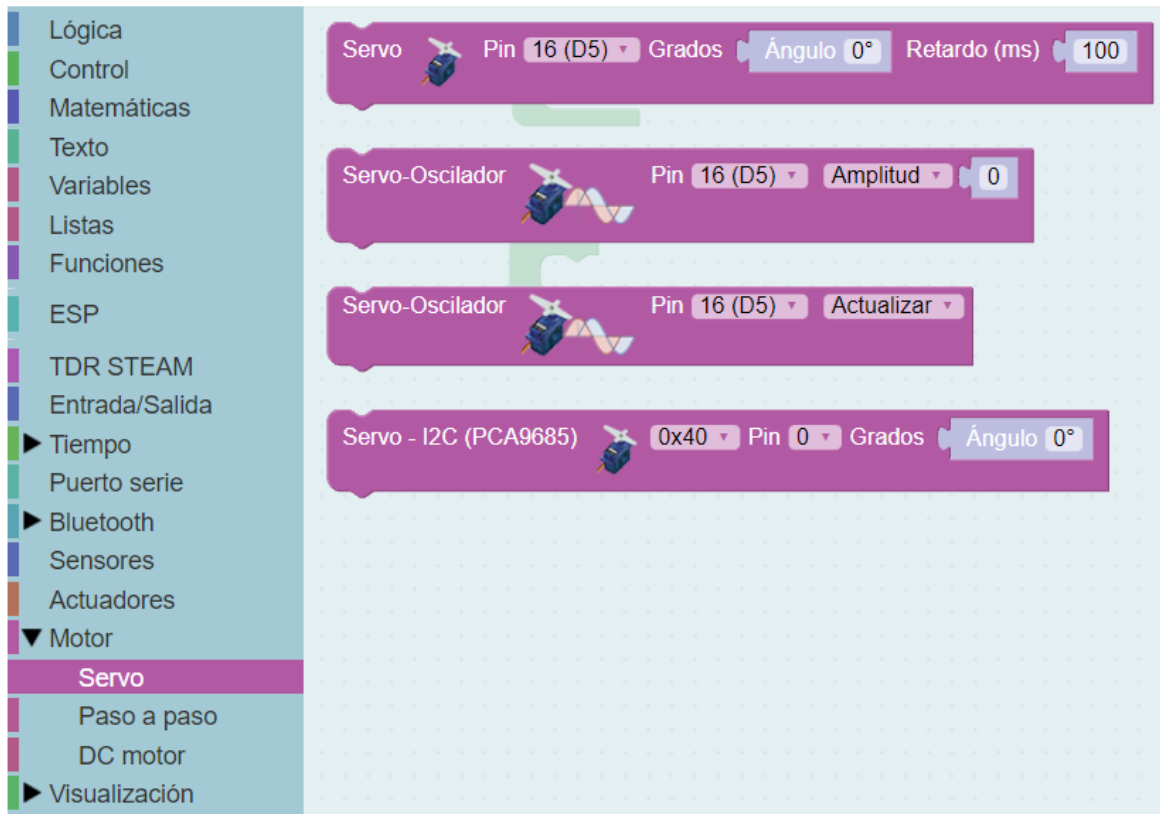 Lógica
Control
Matemáticas
Texto
Variables
Listas
Funciones
ESP
TDR STEAM
Entrada/Salida
Tiempo
Puerto serie
Bluetooth
Sensores
Actuadores
Motor
Servo
Paso a paso
DC motor
Visualización
Servo Pin 16 (D5) Grados Ángulo 0° Retardo (ms) 100
Servo-Oscilador Pin 16 (D5) Amplitud 0
Servo-Oscilador Pin 16 (D5) Actualizar
Servo - I2C (PCA9685) 0x40 Pin 0 Grados Ángulo 0°